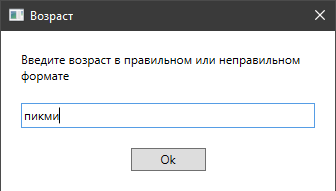 Возраст
Введите возраст в правильном или неправильном
формате
пикми
Ok